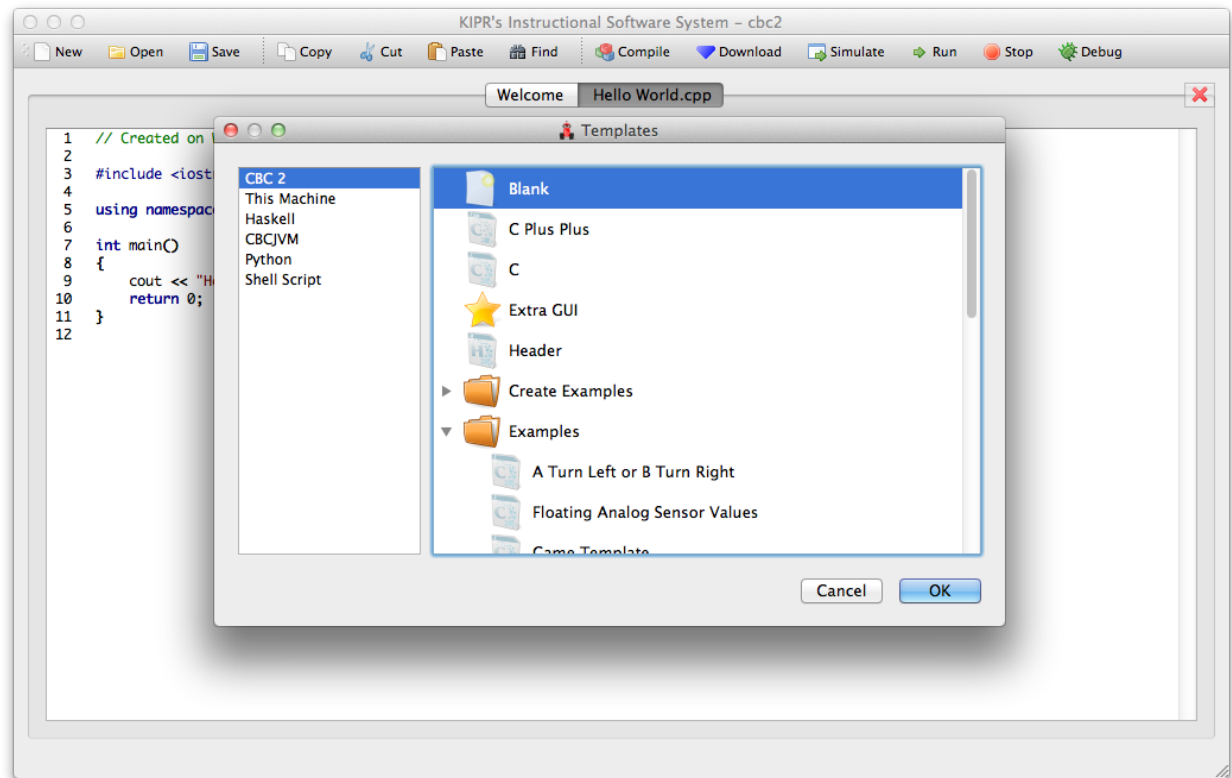 KIPR's Instructional Software System – cbc2
New Open Save Copy Cut Paste Find Compile Download Simulate Run Stop Debug
Welcome Hello World.cpp
Templates
1 // Created on
2
3 #include <iost
4
5 using namespac
6
7 int main()
8 {
9 cout << "H
10 return 0;
11 }
12
CBC 2
This Machine
Haskell
CBCJVM
Python
Shell Script
Blank
C Plus Plus
C
Extra GUI
Header
Create Examples
Examples
A Turn Left or B Turn Right
Floating Analog Sensor Values
Game Template
Cancel OK